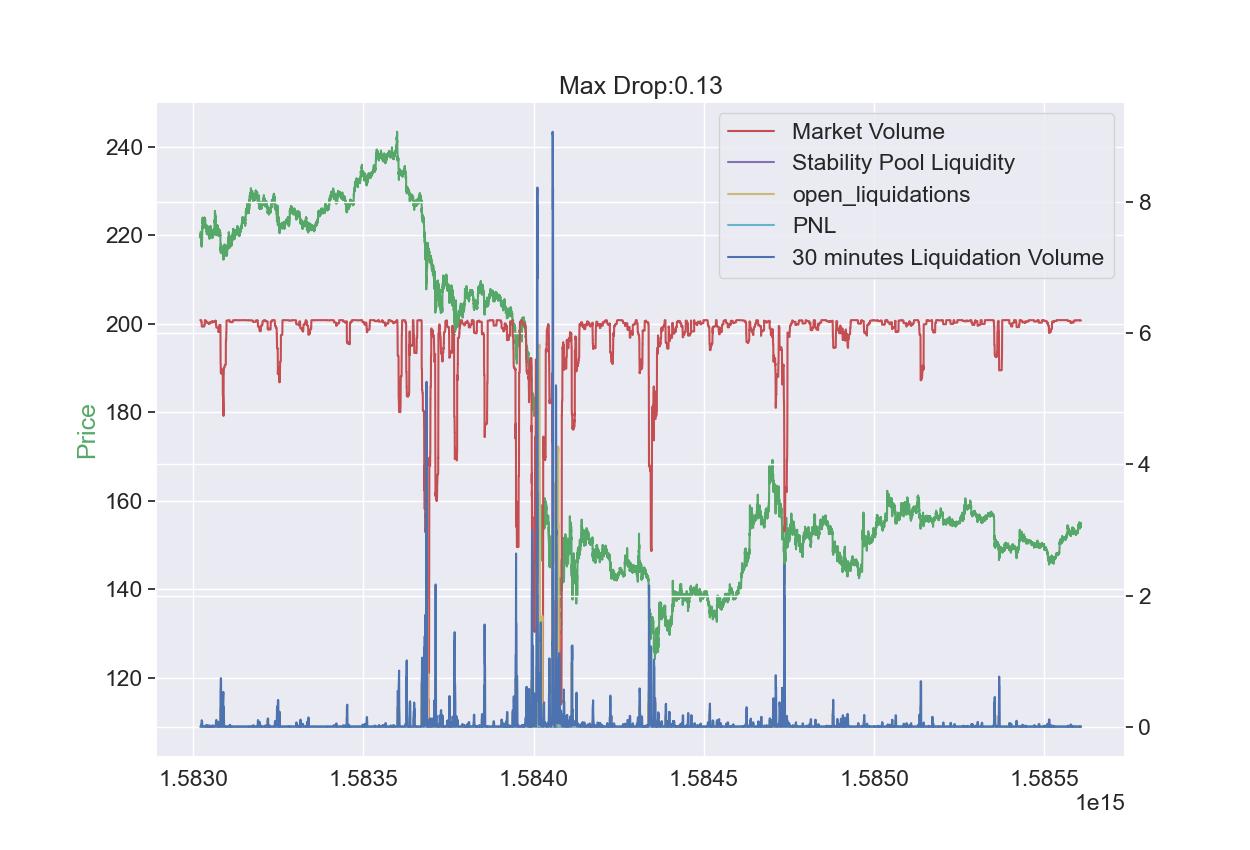 Max Drop:0.13
Market Volume
Stability Pool Liquidity
open_liquidations
PNL
30 minutes Liquidation Volume
Price
240
220
200
180
160
140
120
8
6
4
2
0
1.5830 1.5835 1.5840 1.5845 1.5850 1.5855
1e15